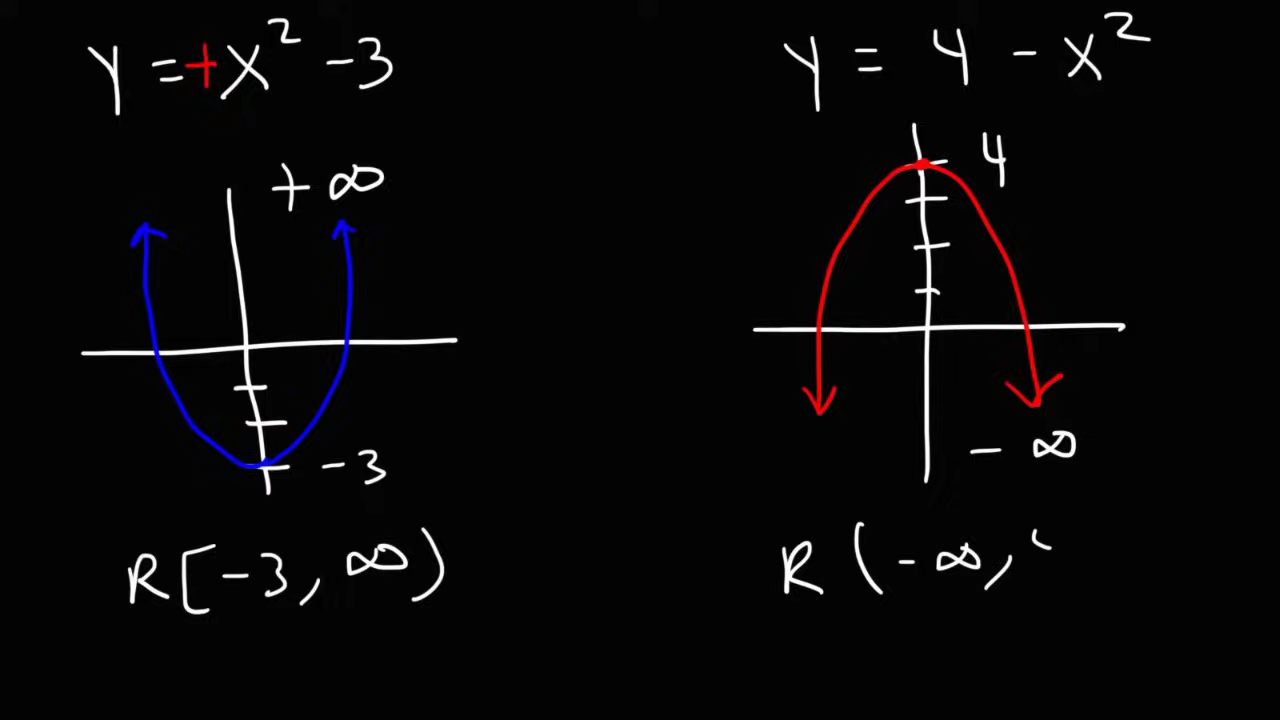 y = +x² - 3
+ ∞
- 3
R [-3, ∞)
y = 4 - x²
4
- ∞
R (-∞,